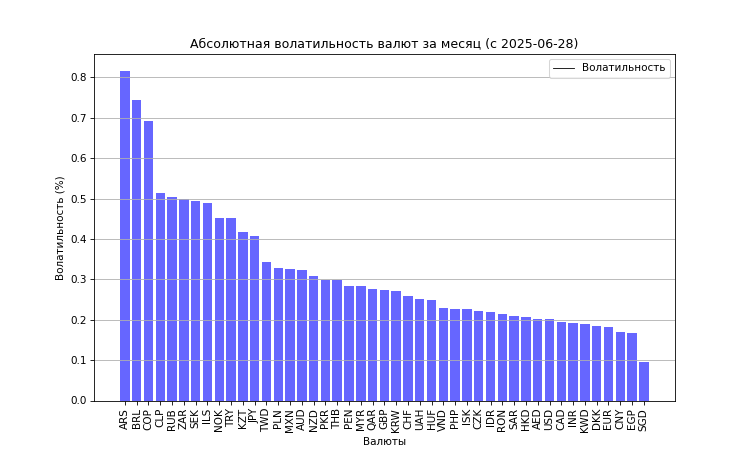 Абсолютная волатильность валют за месяц (с 2025-06-28)
Волатильность
Волатильность (%)
0.8
0.7
0.6
0.5
0.4
0.3
0.2
0.1
0.0
ARS BRL COP CLP RUB ZAR SEK ILS NOK TRY KZT JPY TWD PLN MXN AUD NZD PKR THB PEN MYR QAR GBP KRW CHF UAH HUF VND PHP ISK CZK IDR RON SAR HKD AED USD CAD INR KWD DKK EUR CNY EGP SGD
Валюты